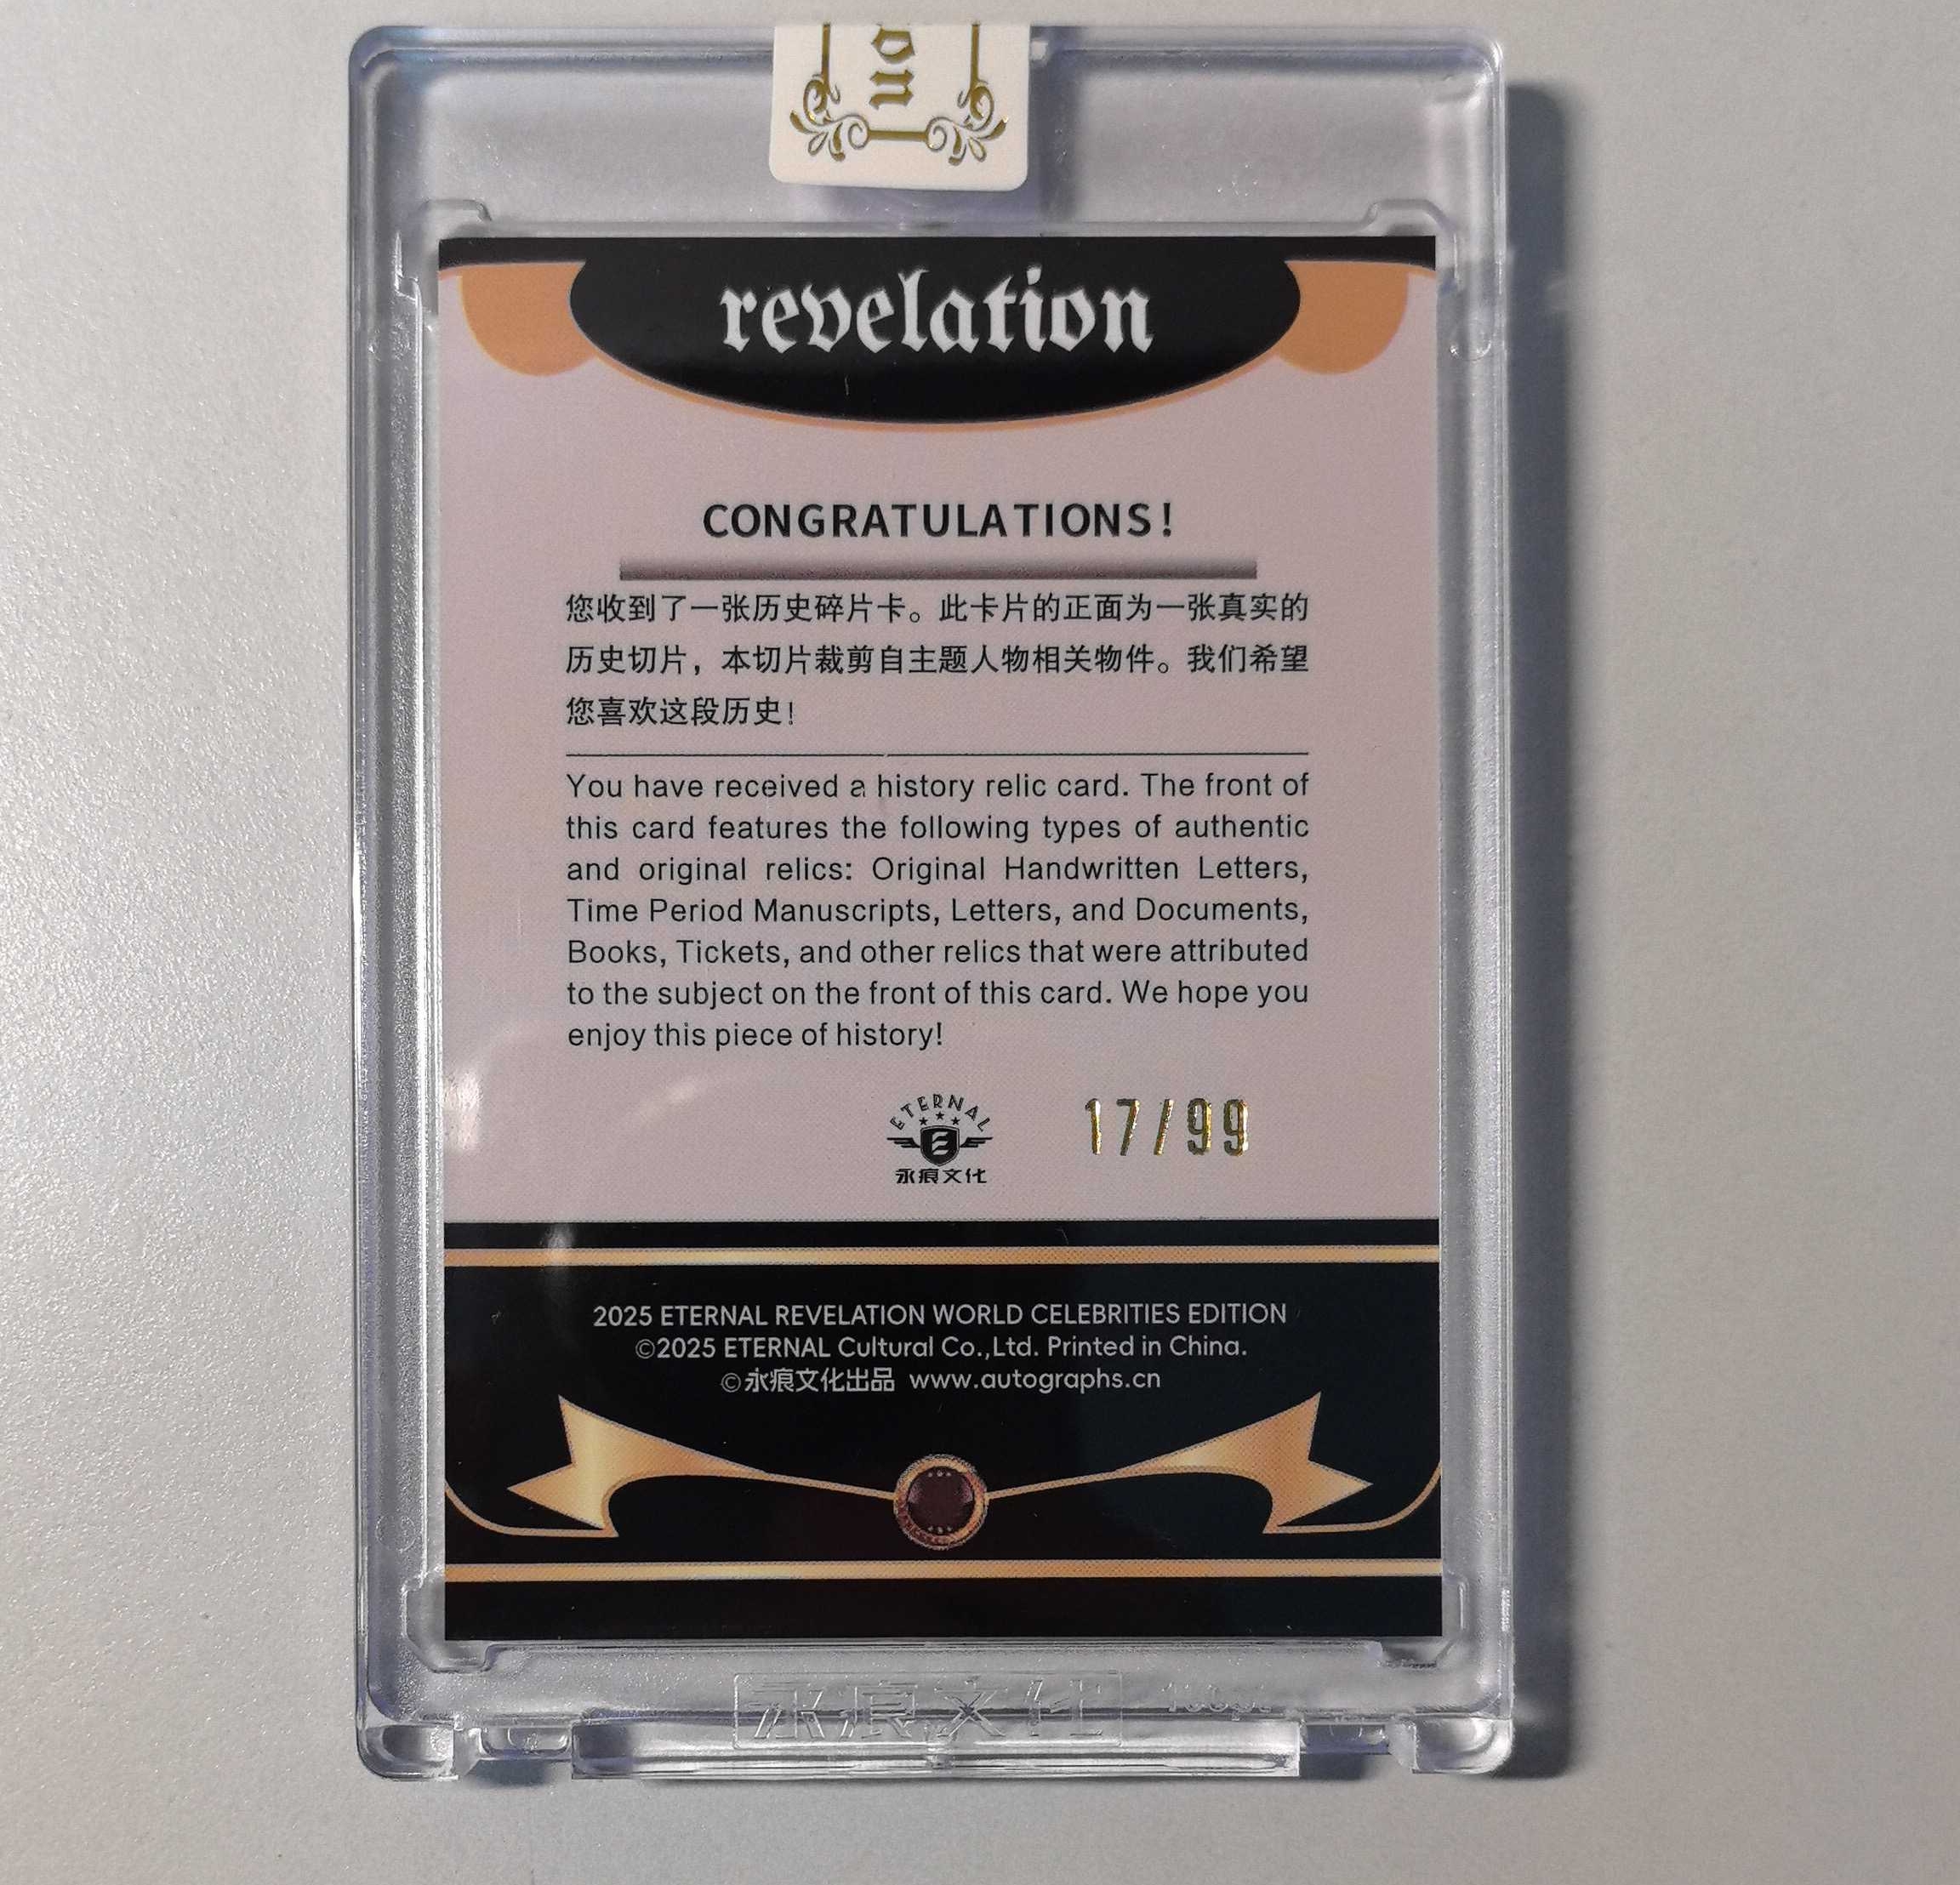 on
revelation
CONGRATULATIONS!
您收到了一张历史碎片卡。此卡片的正面为一张真实的
历史切片，本切片裁剪自主题人物相关物件。我们希望
您喜欢这段历史!
You have received a history relic card. The front of
this card features the following types of authentic
and original relics: Original Handwritten Letters,
Time Period Manuscripts, Letters, and Documents,
Books, Tickets, and other relics that were attributed
to the subject on the front of this card. We hope you
enjoy this piece of history!
ETERNAL
永痕文化
17/99
2025 ETERNAL REVELATION WORLD CELEBRITIES EDITION
©2025 ETERNAL Cultural Co.,Ltd. Printed in China.
©永痕文化出品 www.autographs.cn
永痕文化